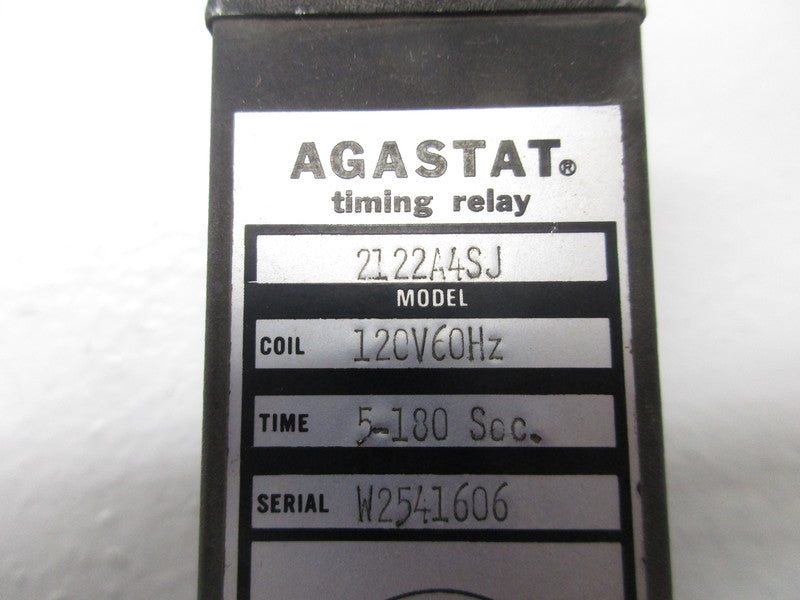 AGASTAT®
timing relay
2122A4SJ
MODEL
COIL 120V60Hz
TIME 5-180 Sec.
SERIAL W2541606